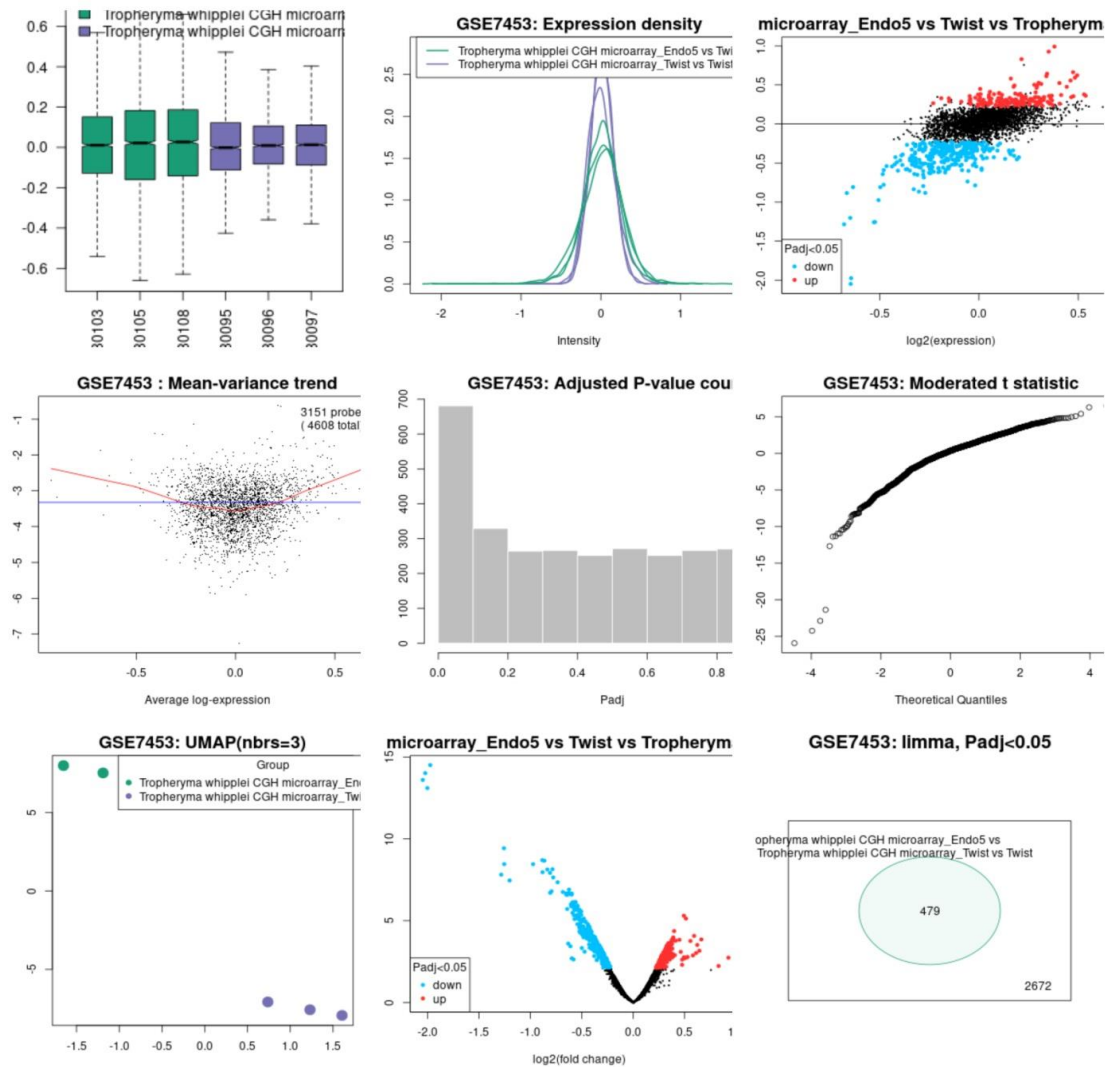 Tropheryma whipplei CGH microarr
Tropheryma whipplei CGH microarr
0.6
0.4
0.2
0.0
-0.2
-0.4
-0.6
30103
30105
30108
30095
30096
30097
GSE7453: Expression density
Tropheryma whipplei CGH microarray_Endo5 vs Twi
Tropheryma whipplei CGH microarray_Twist vs Twist
2.5
2.0
1.5
1.0
0.5
0.0
-2
-1
0
1
Intensity
microarray_Endo5 vs Twist vs Tropheryma
1.0
0.5
0.0
-0.5
-1.0
-1.5
-2.0
Padj<0.05
down
up
-0.5
0.0
0.5
log2(expression)
GSE7453 : Mean-variance trend
3151 probe
( 4608 total
-1
-2
-3
-4
-5
-6
-7
-0.5
0.0
0.5
Average log-expression
GSE7453: Adjusted P-value cou
700
600
500
400
300
200
100
0
0.0
0.2
0.4
0.6
0.8
Padj
GSE7453: Moderated t statistic
5
0
-5
-10
-15
-20
-25
-4
-2
0
2
4
Theoretical Quantiles
GSE7453: UMAP(nbrs=3)
Group
Tropheryma whipplei CGH microarray_En
Tropheryma whipplei CGH microarray_Twi
5
0
-5
-1.5
-1.0
-0.5
0.0
0.5
1.0
1.5
microarray_Endo5 vs Twist vs Tropheryma
15
10
5
0
Padj<0.05
down
up
-2.0
-1.5
-1.0
-0.5
0.0
0.5
log2(fold change)
GSE7453: limma, Padj<0.05
opheryma whipplei CGH microarray_Endo5 vs
Tropheryma whipplei CGH microarray_Twist vs Twist
479
2672